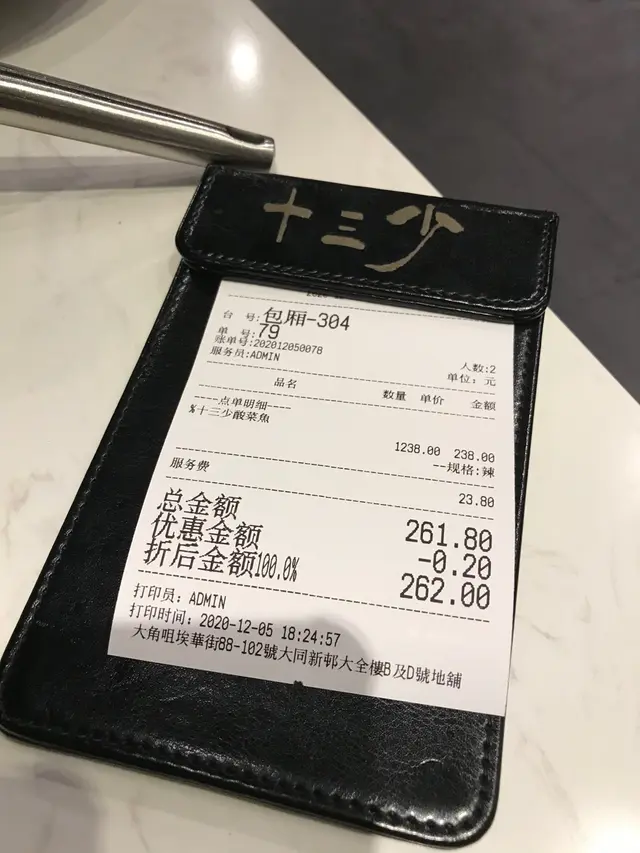 十三少
台 号:包厢-304
单 号:79
账单号:202012050078
服务员:ADMIN
人数:2
单位: 元
品名 数量 单价 金额
----点单明细----
%十三少酸菜魚
1238.00 238.00
--规格:辣
服务费
23.80
总金额 261.80
优惠金额 -0.20
折后金额100.0% 262.00
打印员: ADMIN
打印时间: 2020-12-05 18:24:57
大角咀埃華街88-102號大同新邨大全樓B及D號地舖